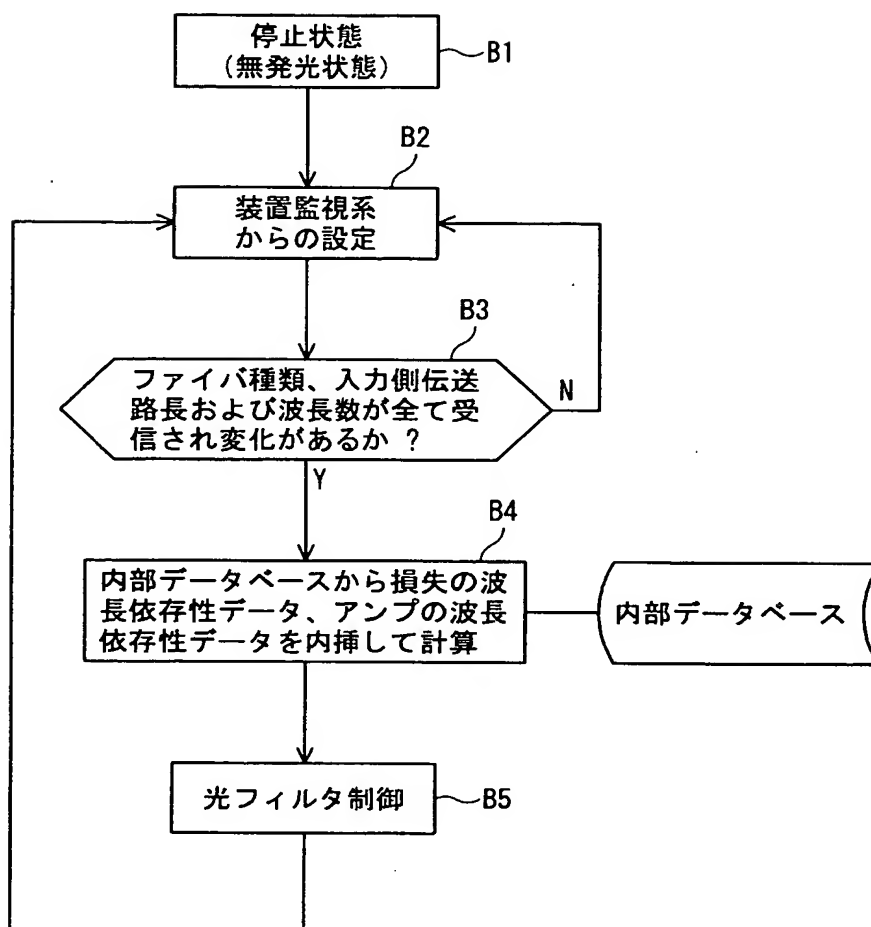 停止状態
（無発光状態）
B1
B2
装置監視系
からの設定
B3
ファイバ種類、入力側伝送
路長および波長数が全て受
信され変化があるか ？
N
Y
B4
内部データベースから損失の波
長依存性データ、アンプの波長
依存性データを内挿して計算
内部データベース
光フィルタ制御
B5